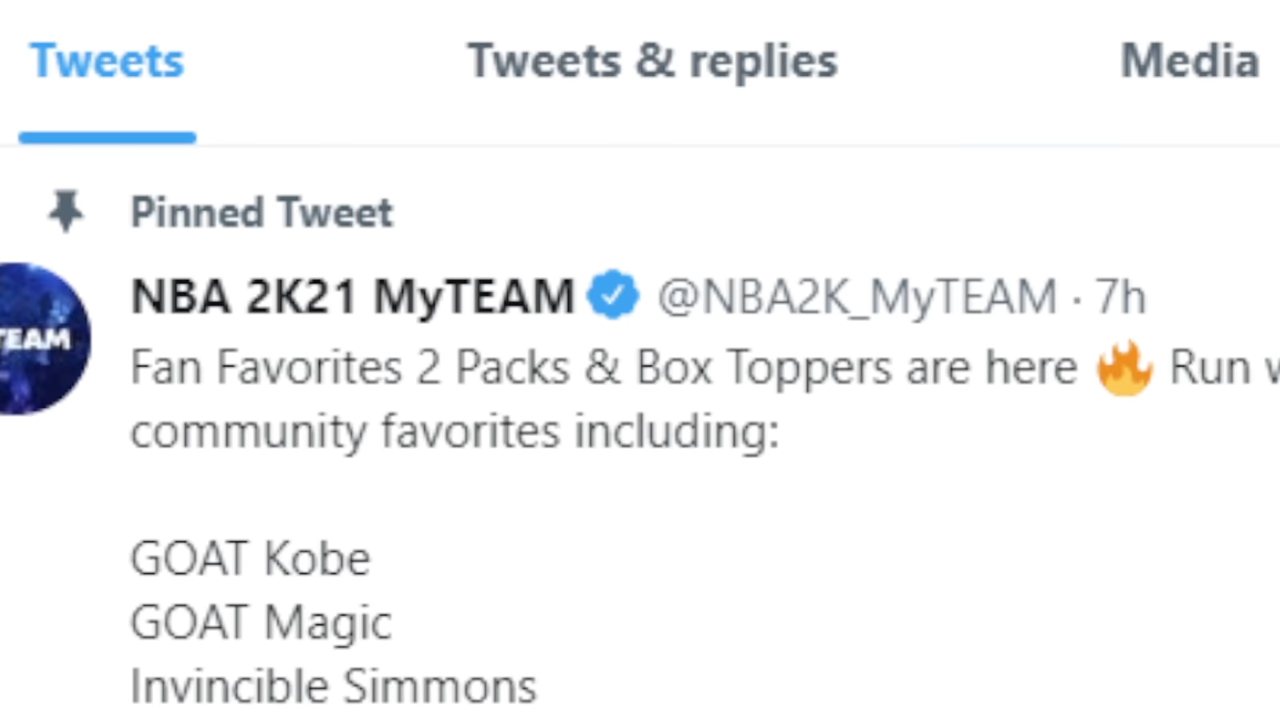 Tweets Tweets & replies Media
Pinned Tweet
NBA 2K21 MyTEAM @NBA2K_MyTEAM · 7h
TEAM
Fan Favorites 2 Packs & Box Toppers are here 🔥 Run
community favorites including:
GOAT Kobe
GOAT Magic
Invincible Simmons